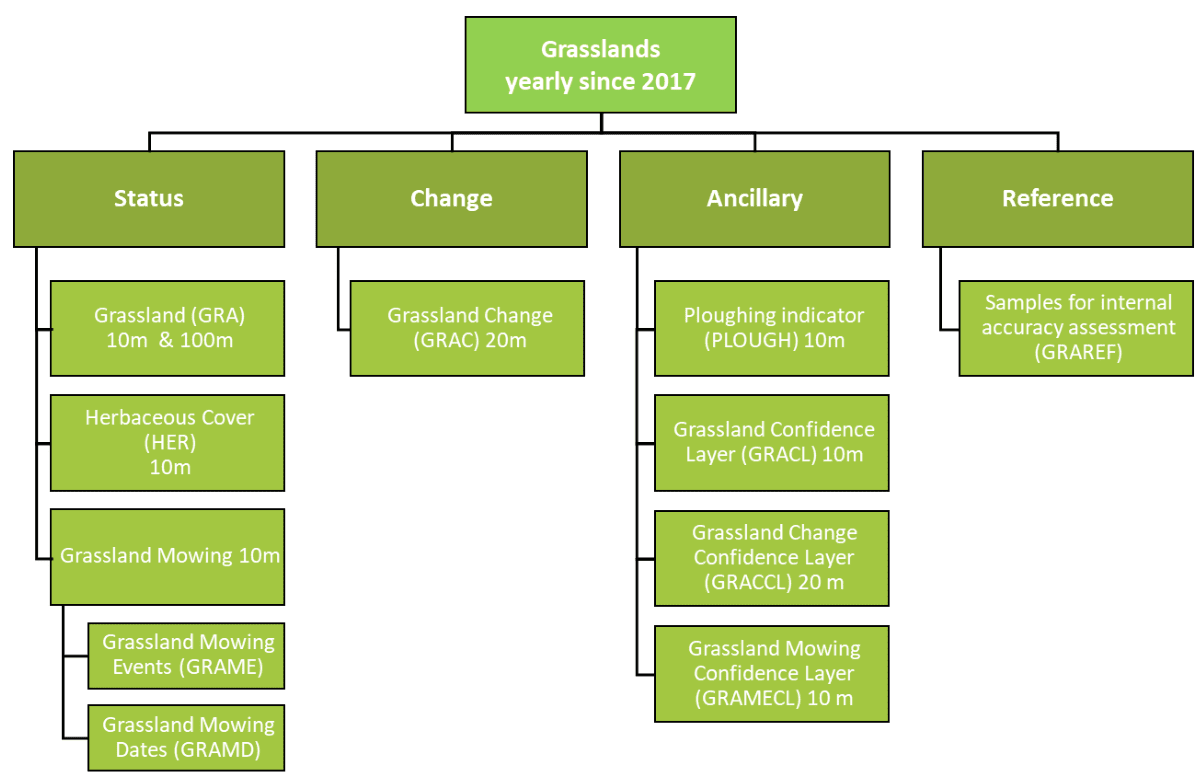 Grasslands
yearly since 2017
Status
Change
Ancillary
Reference
Grassland (GRA)
10m & 100m
Herbaceous Cover
(HER)
10m
Grassland Mowing 10m
Grassland Mowing
Events (GRAME)
Grassland Mowing
Dates (GRAMD)
Grassland Change
(GRAC) 20m
Ploughing indicator
(PLOUGH) 10m
Grassland Confidence
Layer (GRACL) 10m
Grassland Change
Confidence Layer
(GRACCL) 20 m
Grassland Mowing
Confidence Layer
(GRAMECL) 10 m
Samples for internal
accuracy assessment
(GRAREF)